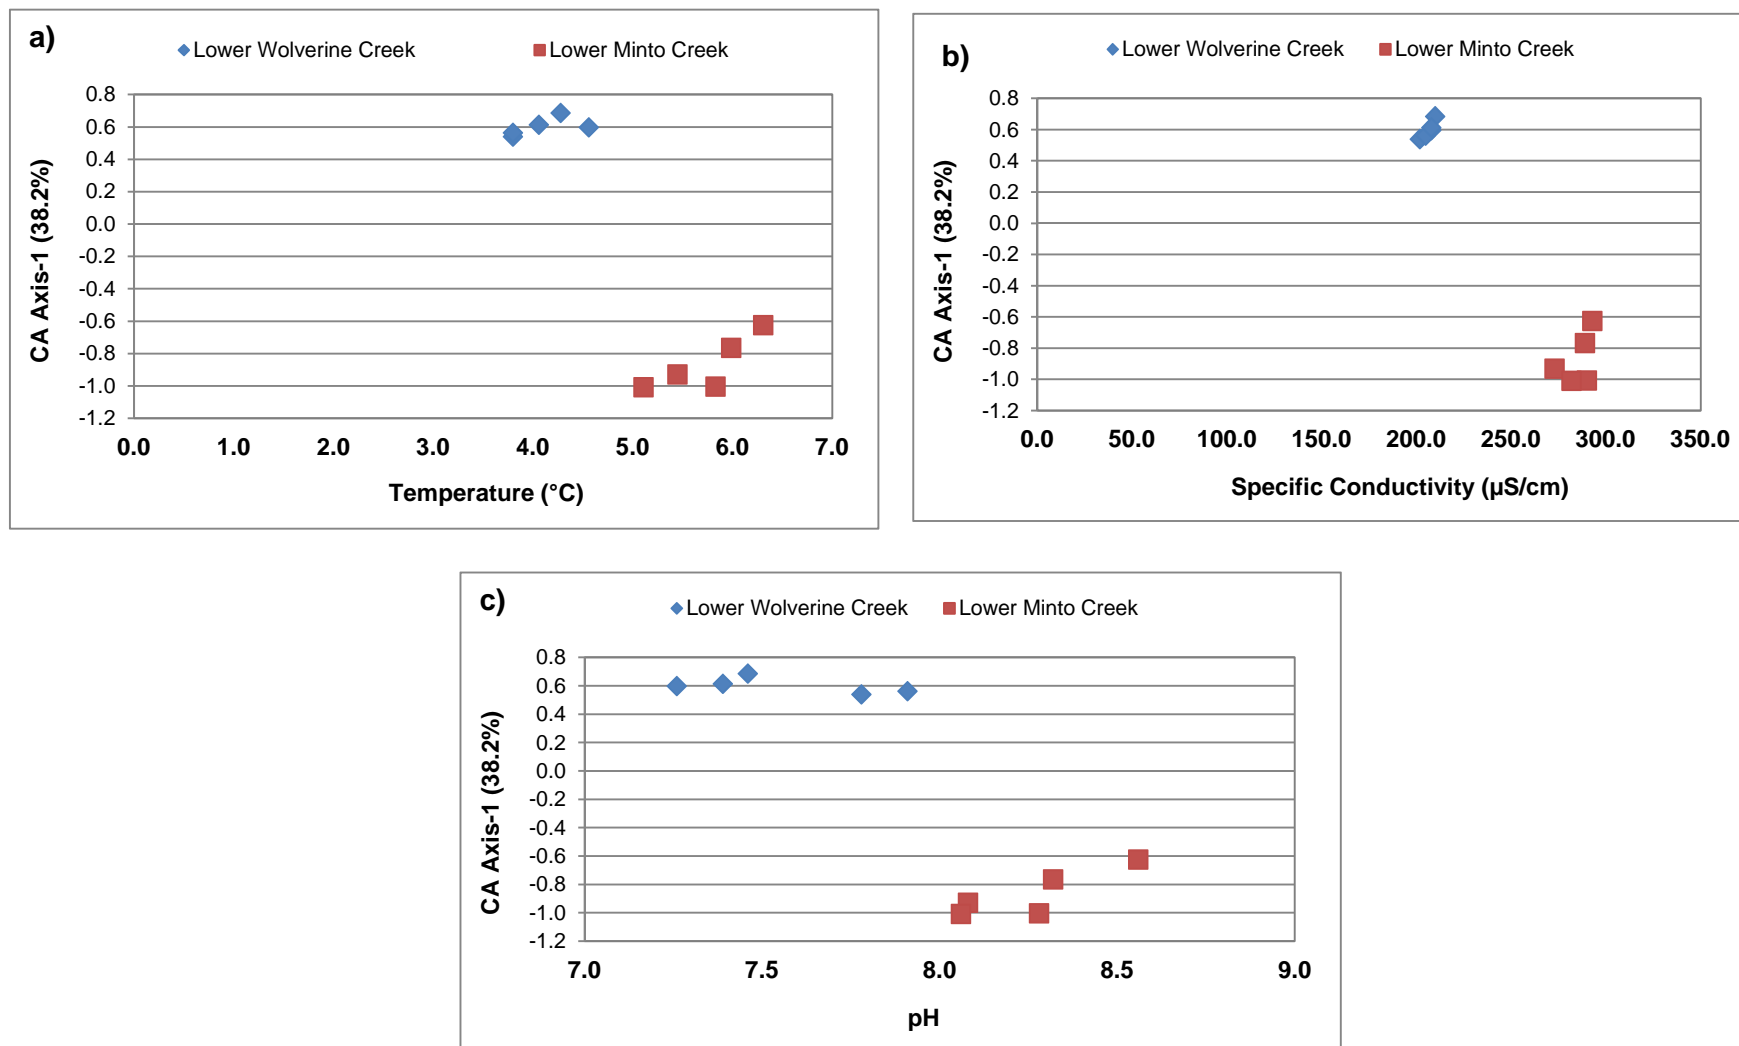 a)
Lower Wolverine Creek Lower Minto Creek
0.8
0.6
0.4
0.2
0.0
-0.2
-0.4
-0.6
-0.8
-1.0
-1.2
CA Axis-1 (38.2%)
0.0 1.0 2.0 3.0 4.0 5.0 6.0 7.0
Temperature (°C)
b)
Lower Wolverine Creek Lower Minto Creek
0.8
0.6
0.4
0.2
0.0
-0.2
-0.4
-0.6
-0.8
-1.0
-1.2
CA Axis-1 (38.2%)
0.0 50.0 100.0 150.0 200.0 250.0 300.0 350.0
Specific Conductivity (µS/cm)
c)
Lower Wolverine Creek Lower Minto Creek
0.8
0.6
0.4
0.2
0.0
-0.2
-0.4
-0.6
-0.8
-1.0
-1.2
CA Axis-1 (38.2%)
7.0 7.5 8.0 8.5 9.0
pH